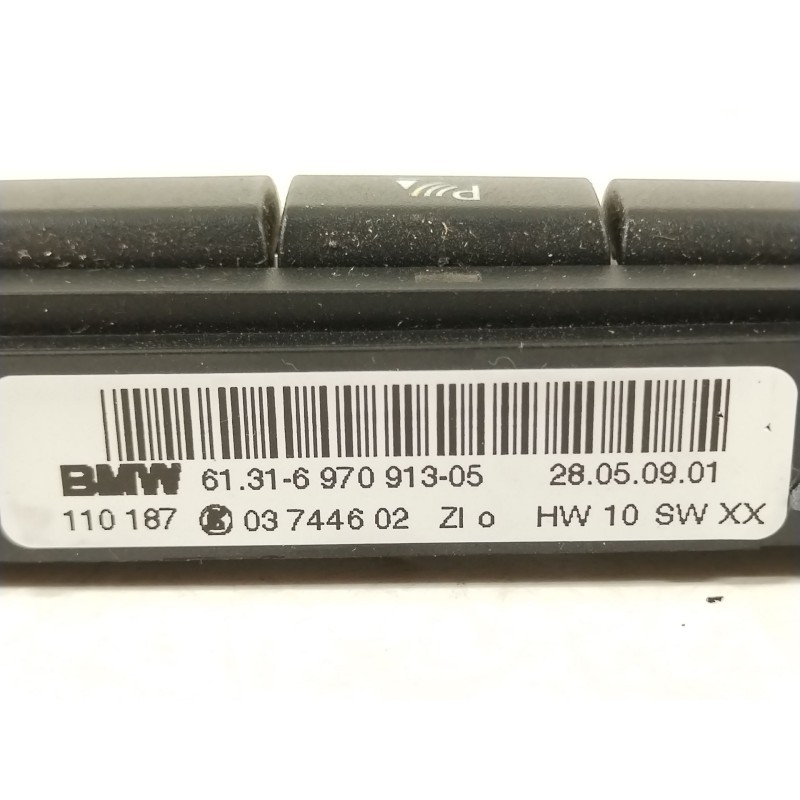 P
BMW 61.31-6 970 913-05 28.05.09.01
110 187 03 7446 02 ZI o HW 10 SW XX